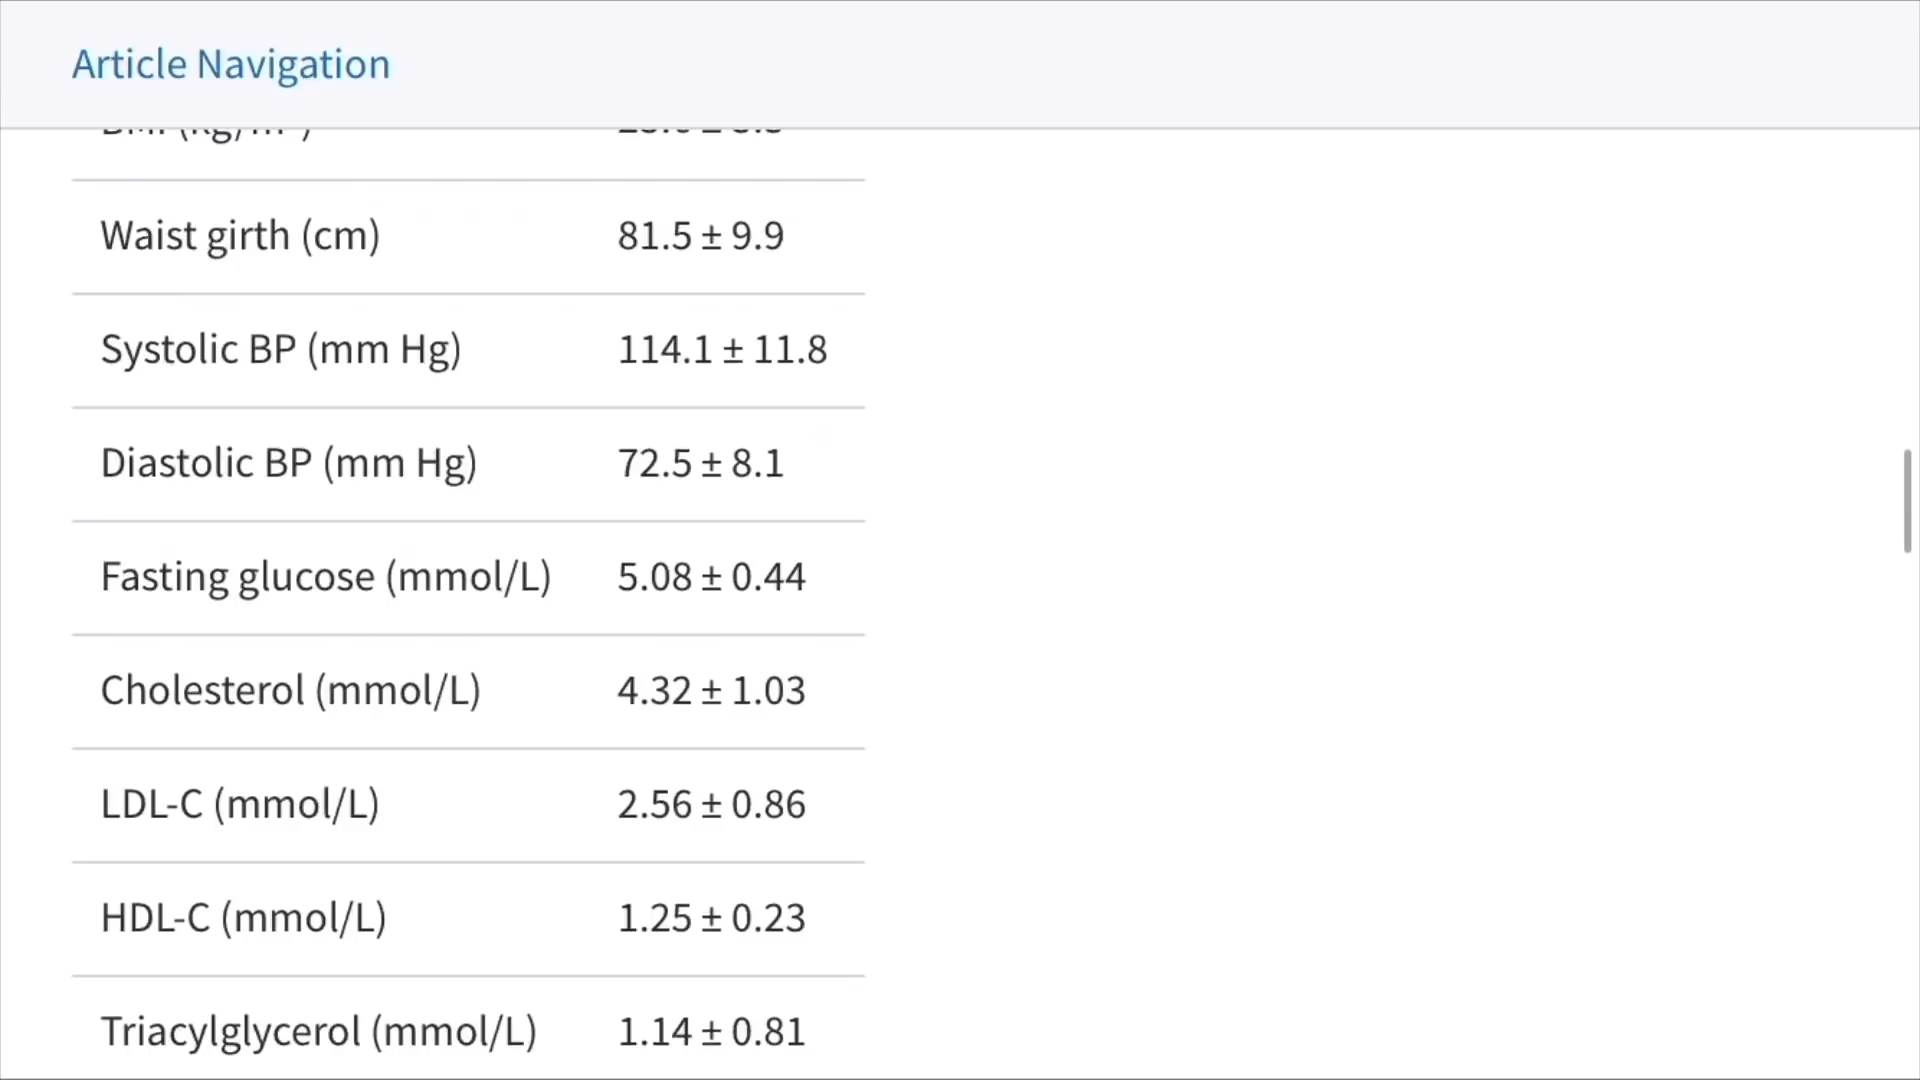 Article Navigation
Waist girth (cm) 81.5 ± 9.9
Systolic BP (mm Hg) 114.1 ± 11.8
Diastolic BP (mm Hg) 72.5 ± 8.1
Fasting glucose (mmol/L) 5.08 ± 0.44
Cholesterol (mmol/L) 4.32 ± 1.03
LDL-C (mmol/L) 2.56 ± 0.86
HDL-C (mmol/L) 1.25 ± 0.23
Triacylglycerol (mmol/L) 1.14 ± 0.81